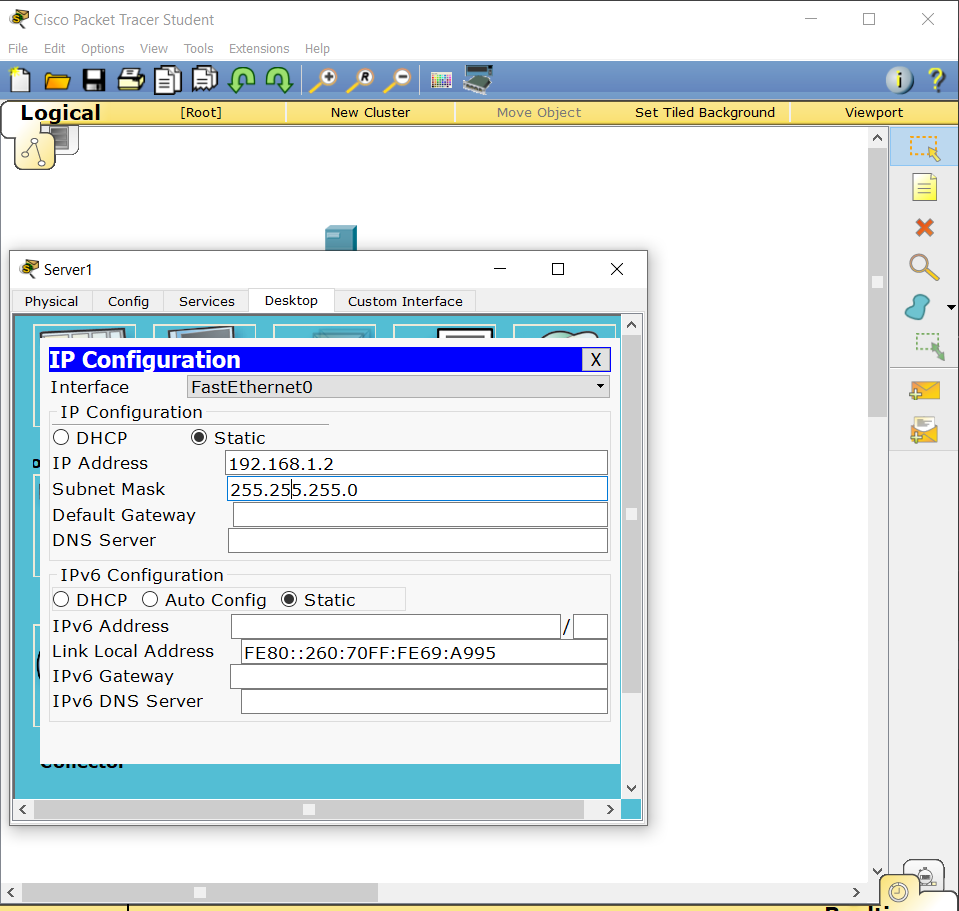 Cisco Packet Tracer Student
File Edit Options View Tools Extensions Help
Logical [Root] New Cluster Move Object Set Tiled Background Viewport
Server1
Physical Config Services Desktop Custom Interface
IP Configuration X
Interface FastEthernet0
IP Configuration
DHCP Static
IP Address 192.168.1.2
Subnet Mask 255.255.255.0
Default Gateway
DNS Server
IPv6 Configuration
DHCP Auto Config Static
IPv6 Address /
Link Local Address FE80::260:70FF:FE69:A995
IPv6 Gateway
IPv6 DNS Server
Collector